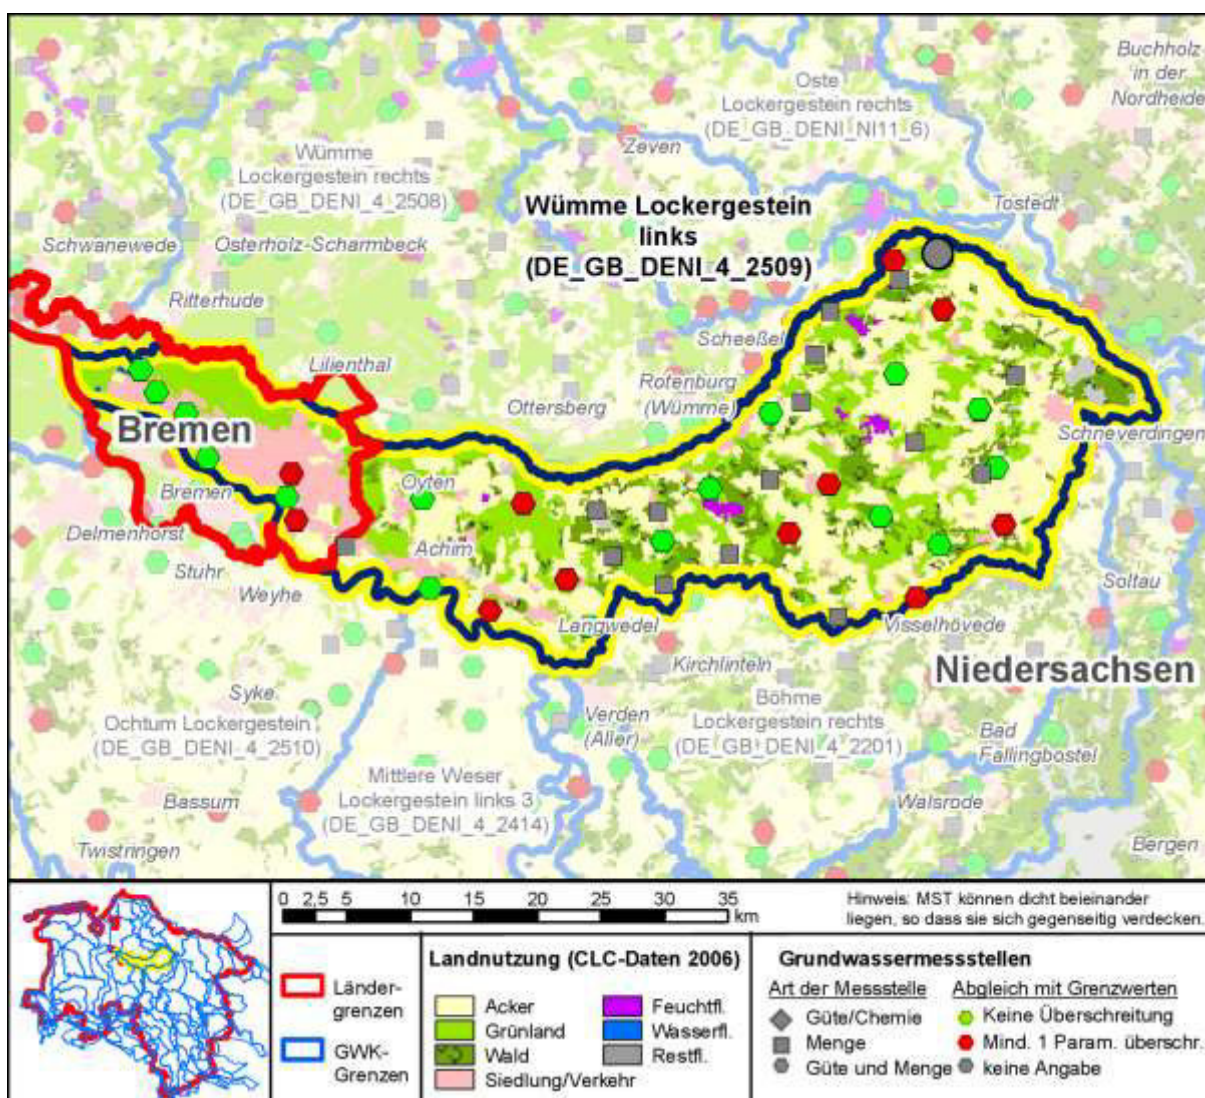 Buchholz
in der
Nordheide
Oste
Lockergestein rechts
(DE_GB_DENI_NI11_6)
Zeven
Wümme
Lockergestein rechts
(DE_GB_DENI_4_2508)
Wümme Lockergestein
links
(DE_GB_DENI_4_2509)
Tostedt
Schwanewede
Osterholz-Scharmbeck
Ritterhude
Scheeßel
Lilienthal
Rotenburg
(Wümme)
Ottersberg
Bremen
Schneverdingen
Bremen
Oyten
Delmenhorst
Achim
Stuhr
Soltau
Weyhe
Langwedel
Visselhövede
Kirchlinteln
Niedersachsen
Syke
Böhme
Lockergestein rechts
(DE_GB_DENI_4_2201)
Verden
(Aller)
Ochtum Lockergestein
(DE_GB_DENI_4_2510)
Bad
Fallingbostel
Mittlere Weser
Lockergestein links 3
(DE_GB_DENI_4_2414)
Bassum
Walsrode
Twistringen
Bergen
0 2,5 5 10 15 20 25 30 35
km
Hinweis: MST können dicht beieinander
liegen, so dass sie sich gegenseitig verdecken.
Länder-
grenzen
GWK-
Grenzen
Landnutzung (CLC-Daten 2006)
Acker
Grünland
Wald
Siedlung/Verkehr
Feuchtfl.
Wasserfl.
Restfl.
Grundwassermessstellen
Art der Messstelle
Güte/Chemie
Menge
Güte und Menge
Abgleich mit Grenzwerten
Keine Überschreitung
Mind. 1 Param. überschr.
keine Angabe